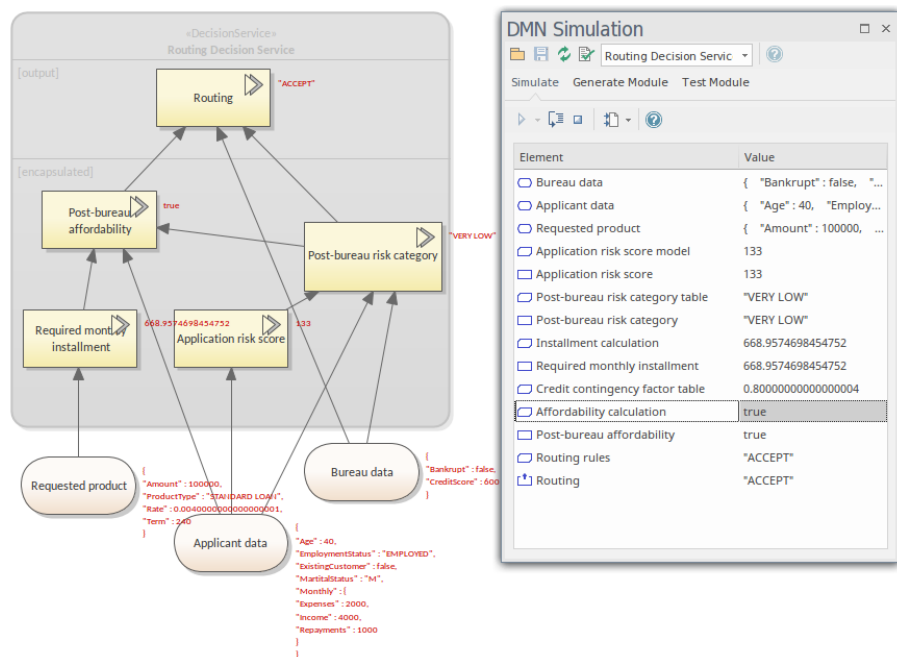 «DecisionService»
Routing Decision Service
[output]
Routing
"ACCEPT"
[encapsulated]
Post-bureau
affordability
true
Post-bureau risk category
"VERY LOW"
Required monthly
installment
668.9574698454752
Application risk score
133
Requested product
{
"Amount" : 100000,
"ProductType" : "STANDARD LOAN",
"Rate" : 0.0040000000000000001,
"Term" : 240
}
Bureau data
{
"Bankrupt" : false,
"CreditScore" : 600
}
Applicant data
{
"Age" : 40,
"EmploymentStatus" : "EMPLOYED",
"ExistingCustomer" : false,
"MartitalStatus" : "M",
"Monthly" : {
"Expenses" : 2000,
"Income" : 4000,
"Repayments" : 1000
}
}
DMN Simulation
Routing Decision Servic
Simulate Generate Module Test Module
Element Value
Bureau data { "Bankrupt" : false, "...
Applicant data { "Age" : 40, "Employ...
Requested product { "Amount" : 100000, ...
Application risk score model 133
Application risk score 133
Post-bureau risk category table "VERY LOW"
Post-bureau risk category "VERY LOW"
Installment calculation 668.9574698454752
Required monthly installment 668.9574698454752
Credit contingency factor table 0.80000000000000004
Affordability calculation true
Post-bureau affordability true
Routing rules "ACCEPT"
Routing "ACCEPT"